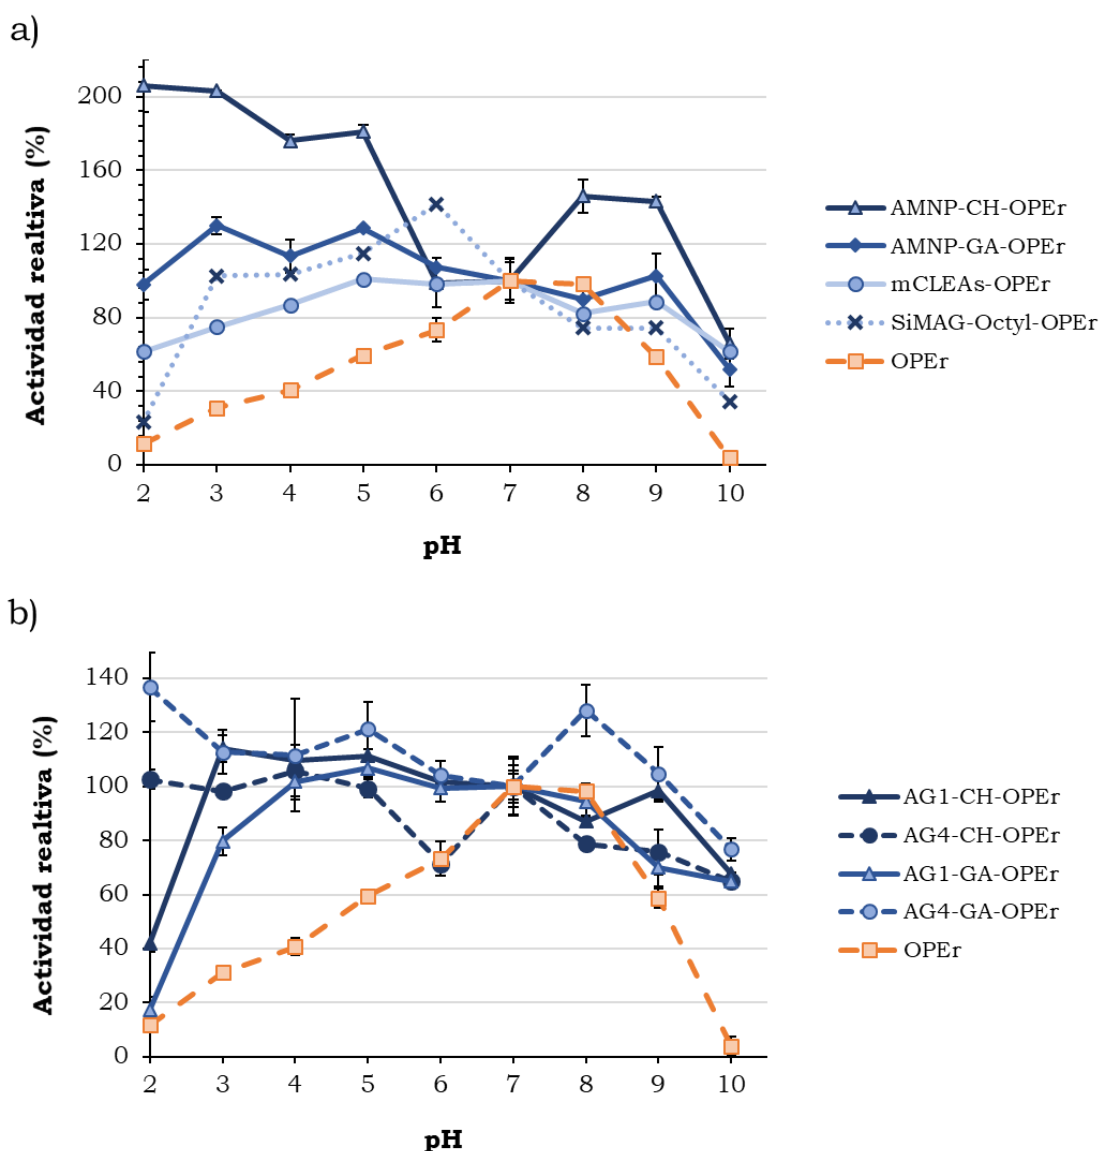 a)
Actividad realtiva (%)
200
160
120
80
40
0
2 3 4 5 6 7 8 9 10
pH
AMNP-CH-OPEr
AMNP-GA-OPEr
mCLEAs-OPEr
SiMAG-Octyl-OPEr
OPEr
b)
Actividad realtiva (%)
140
120
100
80
60
40
20
0
2 3 4 5 6 7 8 9 10
pH
AG1-CH-OPEr
AG4-CH-OPEr
AG1-GA-OPEr
AG4-GA-OPEr
OPEr